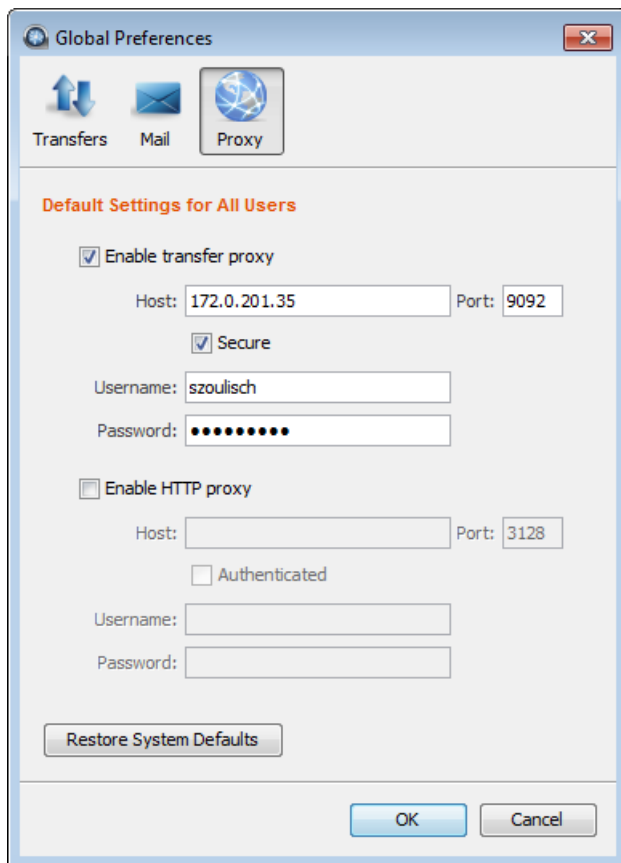 Global Preferences
Transfers Mail Proxy
Default Settings for All Users
Enable transfer proxy
Host: 172.0.201.35 Port: 9092
Secure
Username: szoulisch
Password: •••••••••
Enable HTTP proxy
Host: Port: 3128
Authenticated
Username:
Password:
Restore System Defaults
OK Cancel